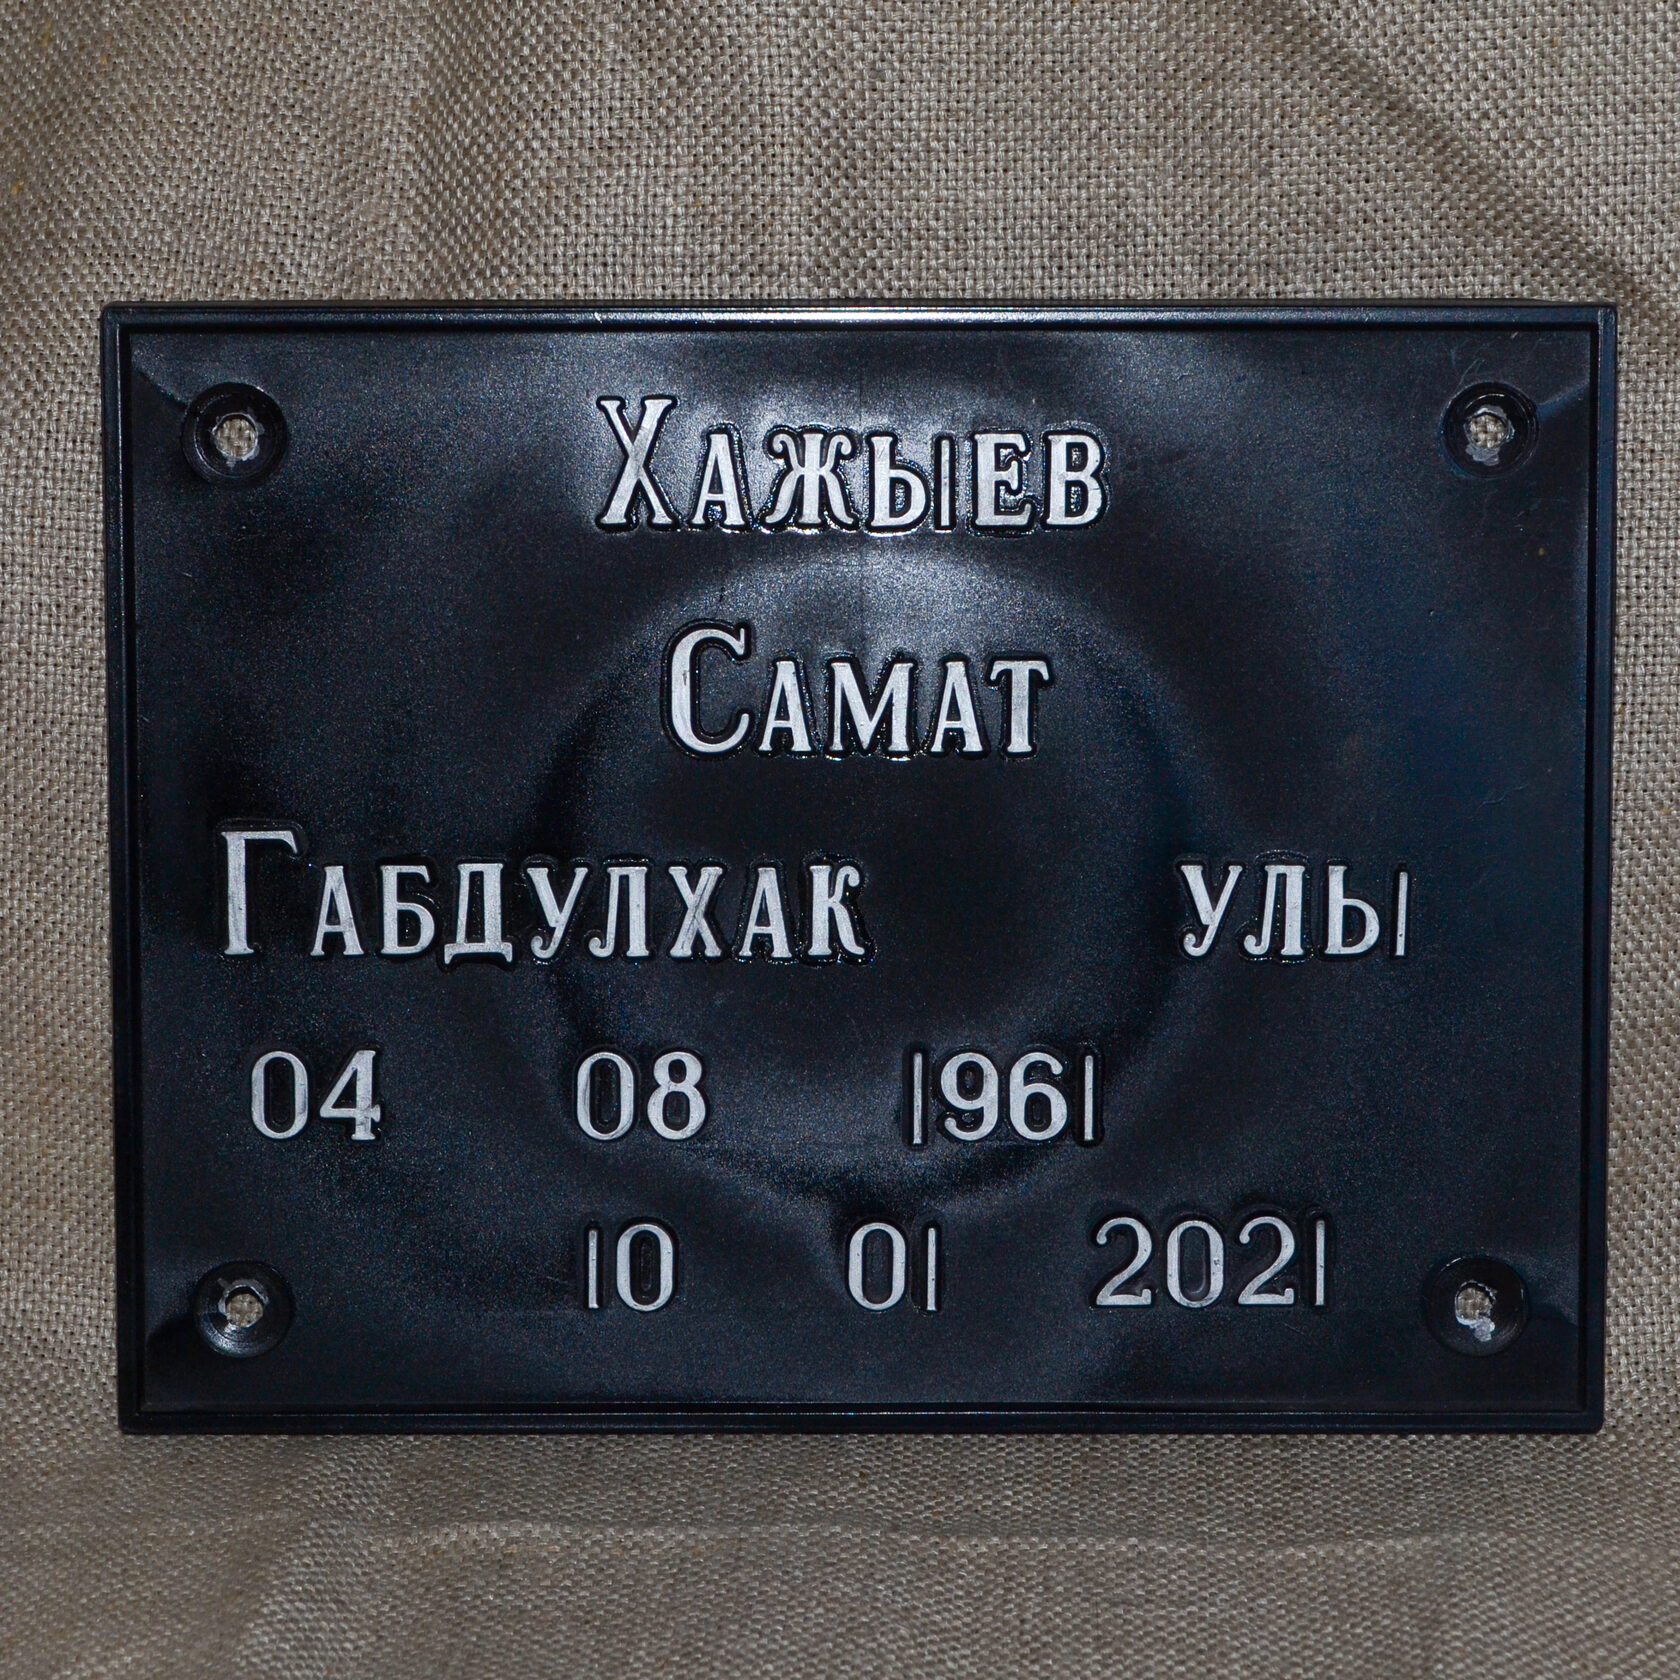 Хажыев
Самат
Габдулхак улы
04 08 1961
10 01 2021